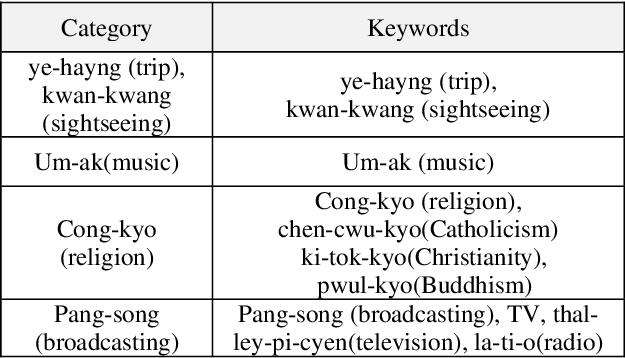 Category
Keywords
ye-hayng (trip),
kwan-kwang
(sightseeing)
ye-hayng (trip),
kwan-kwang (sightseeing)
Um-ak(music)
Um-ak (music)
Cong-kyo
(religion)
Cong-kyo (religion),
chen-cwu-kyo(Catholicism)
ki-tok-kyo(Christianity),
pwul-kyo(Buddhism)
Pang-song
(broadcasting)
Pang-song (broadcasting), TV, thal-
ley-pi-cyen(television), la-ti-o(radio)